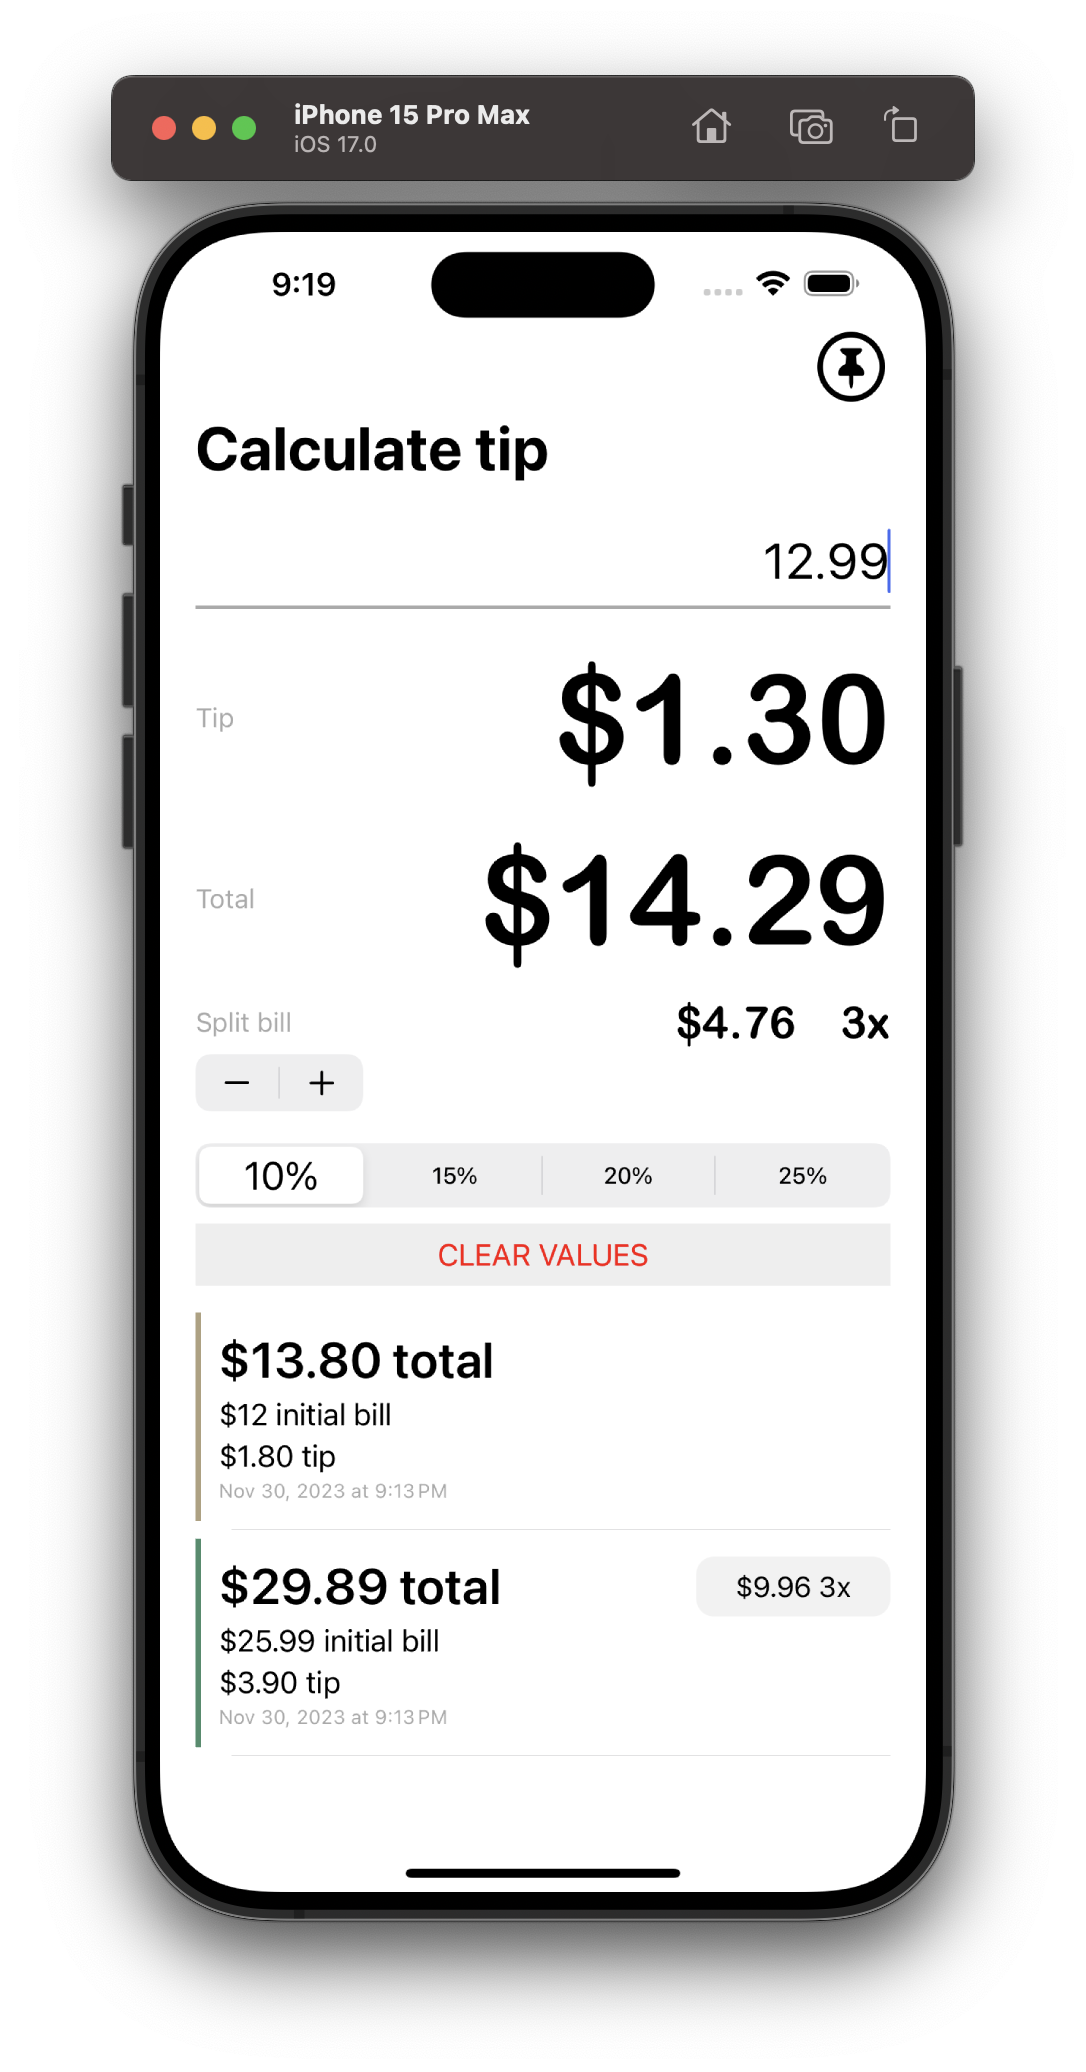 iPhone 15 Pro Max
iOS 17.0
9:19
Calculate tip
12.99
Tip $1.30
Total $14.29
Split bill $4.76 3x
− +
10% 15% 20% 25%
CLEAR VALUES
$13.80 total
$12 initial bill
$1.80 tip
Nov 30, 2023 at 9:13 PM
$29.89 total $9.96 3x
$25.99 initial bill
$3.90 tip
Nov 30, 2023 at 9:13 PM